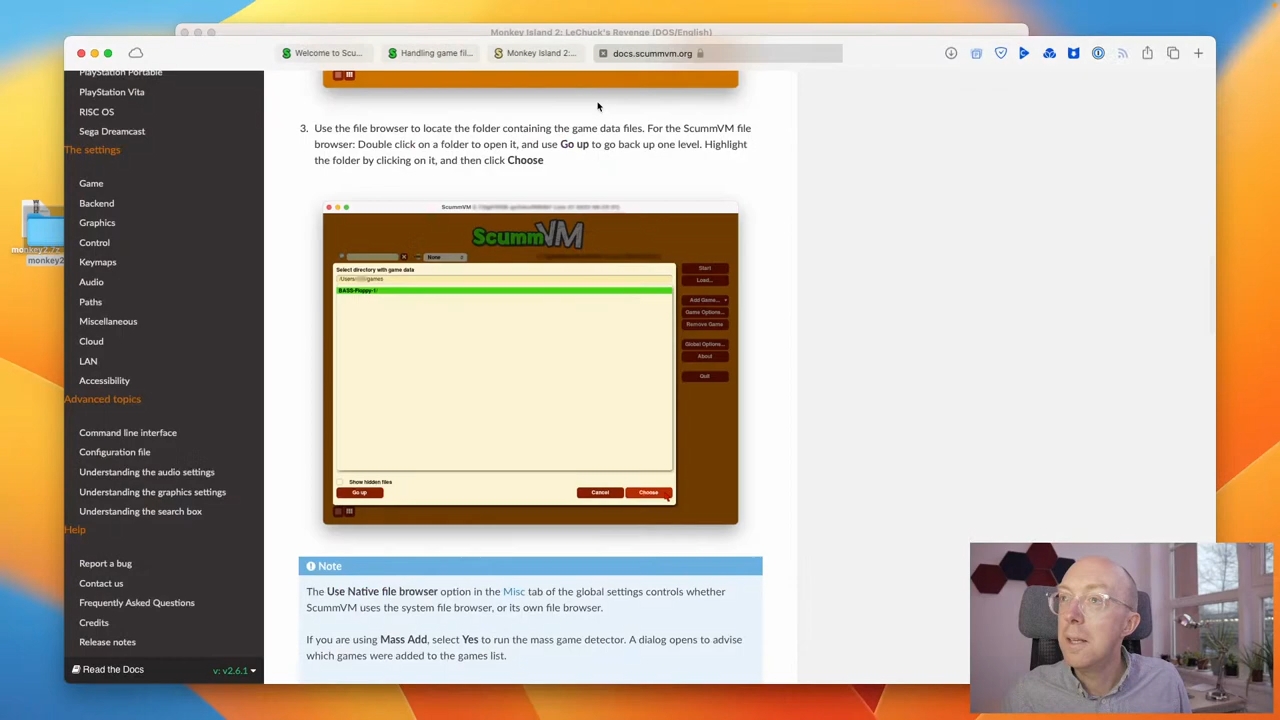 Monkey Island 2: LeChuck's Revenge (DOS/English)
Welcome to Scu...
Handling game fil...
Monkey Island 2:...
docs.scummvm.org
PlayStation Portable
PlayStation Vita
RISC OS
Sega Dreamcast
The settings
Game
Backend
Graphics
Control
Keymaps
Audio
Paths
Miscellaneous
Cloud
LAN
Accessibility
Advanced topics
Command line interface
Configuration file
Understanding the audio settings
Understanding the graphics settings
Understanding the search box
Help
Report a bug
Contact us
Frequently Asked Questions
Credits
Release notes
Read the Docs
v: v2.6.1
monkey2.7z
monkey2
3. Use the file browser to locate the folder containing the game data files. For the ScummVM file
browser: Double click on a folder to open it, and use Go up to go back up one level. Highlight
the folder by clicking on it, and then click Choose
ScummVM
ScummVM
None
Select directory with game data
BASS-Floppy-1/
Start
Load...
Add Game...
Game Options...
Remove Game
Global Options...
About
Quit
Show hidden files
Go up
Cancel
Choose
Note
The Use Native file browser option in the Misc tab of the global settings controls whether
ScummVM uses the system file browser, or its own file browser.
If you are using Mass Add, select Yes to run the mass game detector. A dialog opens to advise
which games were added to the games list.